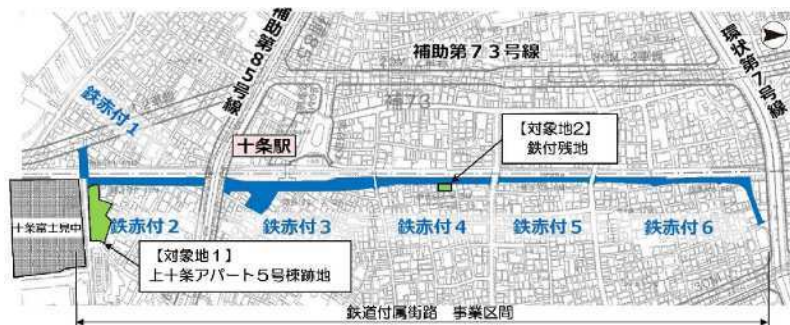 補助第85号線
補助第73号線
環状第7号線
補85
補73
鉄赤付1
十条駅
【対象地2】
鉄付残地
十条富士見中
鉄赤付2
鉄赤付3
鉄赤付4
鉄赤付5
鉄赤付6
【対象地1】
上十条アパート5号棟跡地
鉄道付属街路 事業区間